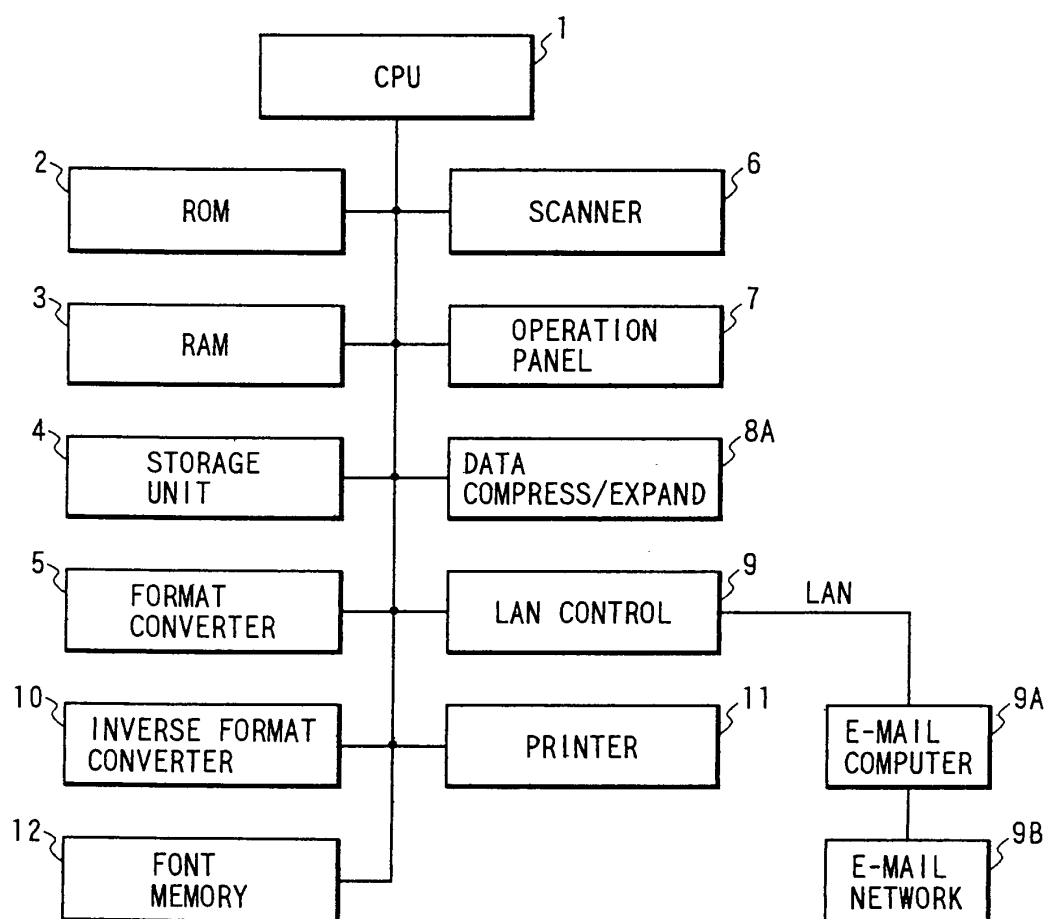 1
CPU
2
ROM
6
SCANNER
3
RAM
7
OPERATION
PANEL
4
STORAGE
UNIT
8A
DATA
COMPRESS/EXPAND
5
FORMAT
CONVERTER
9
LAN CONTROL
LAN
10
INVERSE FORMAT
CONVERTER
11
PRINTER
9A
E-MAIL
COMPUTER
12
FONT
MEMORY
9B
E-MAIL
NETWORK